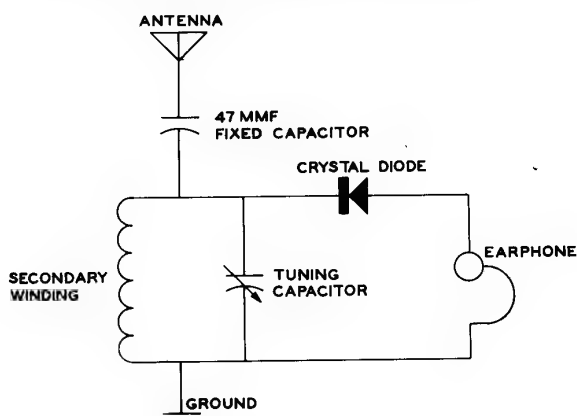 ANTENNA
47 MMF
FIXED CAPACITOR
CRYSTAL DIODE
EARPHONE
SECONDARY
WINDING
TUNING
CAPACITOR
GROUND